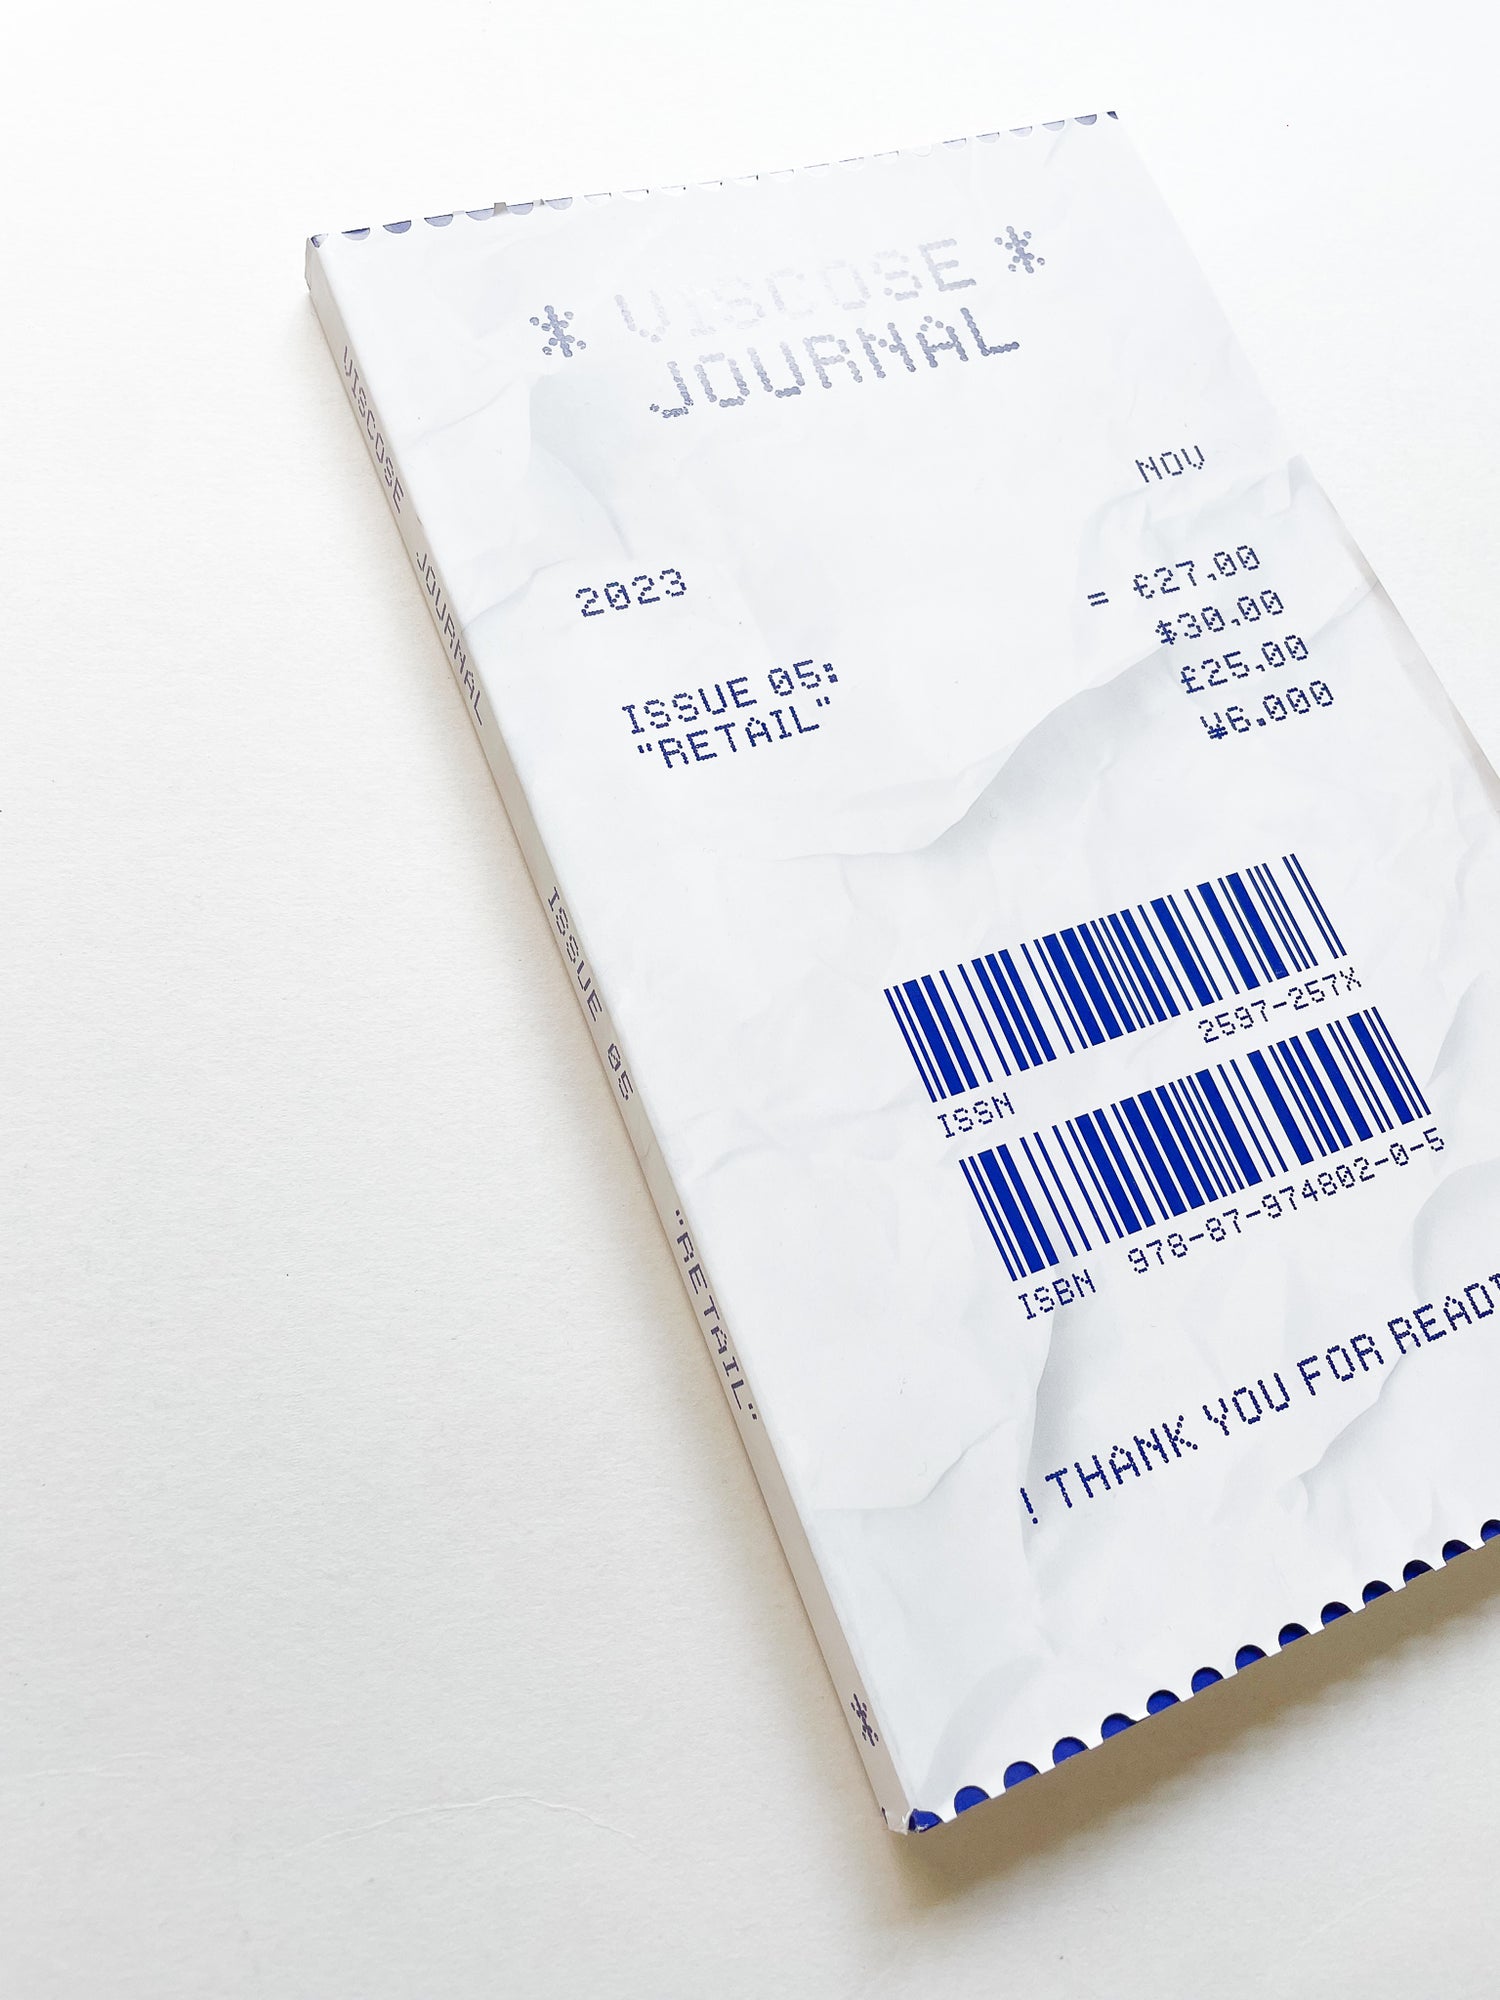 * VISCOSE *
JOURNAL
NOV
2023
= €27,00
$30,00
£25,00
¥6.000
ISSUE 05:
"RETAIL"
2597-257X
ISSN
978-87-974802-0-5
ISBN
! THANK YOU FOR
VISCOSE JOURNAL ISSUE 05 "RETAIL" *